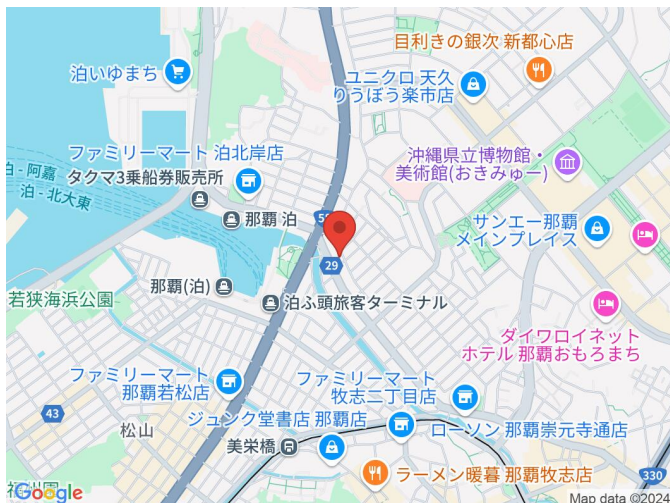 目利きの銀次 新都心店
泊いゆまち
ユニクロ 天久
りうぼう楽市店
ファミリーマート 泊北岸店
沖縄県立博物館・
美術館(おきみゅー)
タクマ3乗船券販売所
泊 - 阿嘉
泊 - 北大東
那覇 泊
サンエー那覇
メインプレイス
29
那覇(泊)
若狭海浜公園
泊ふ頭旅客ターミナル
ダイワロイネット
ホテル 那覇おもろまち
ファミリーマート
那覇若松店
ファミリーマート
牧志二丁目店
43
松山
ジュンク堂書店 那覇店
ローソン 那覇崇元寺通店
美栄橋
ラーメン暖暮 那覇牧志店
330
Google
Map data ©2024